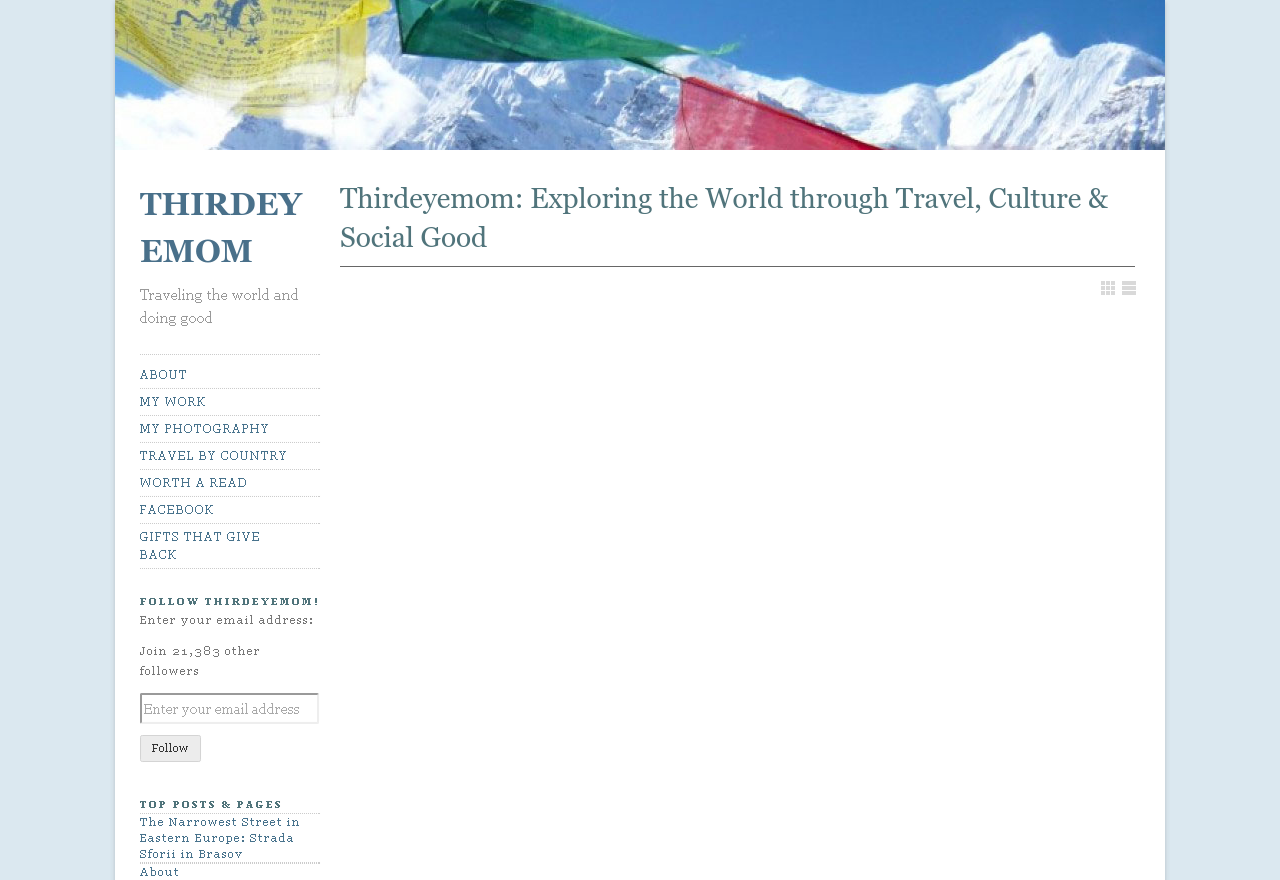 THIRDEY
EMOM
Traveling the world and
doing good
ABOUT
MY WORK
MY PHOTOGRAPHY
TRAVEL BY COUNTRY
WORTH A READ
FACEBOOK
GIFTS THAT GIVE
BACK
FOLLOW THIRDEYEMOM!
Enter your email address:
Join 21,383 other
followers
Enter your email address
Follow
TOP POSTS & PAGES
The Narrowest Street in
Eastern Europe: Strada
Sforii in Brasov
About
Thirdeyemom: Exploring the World through Travel, Culture &
Social Good